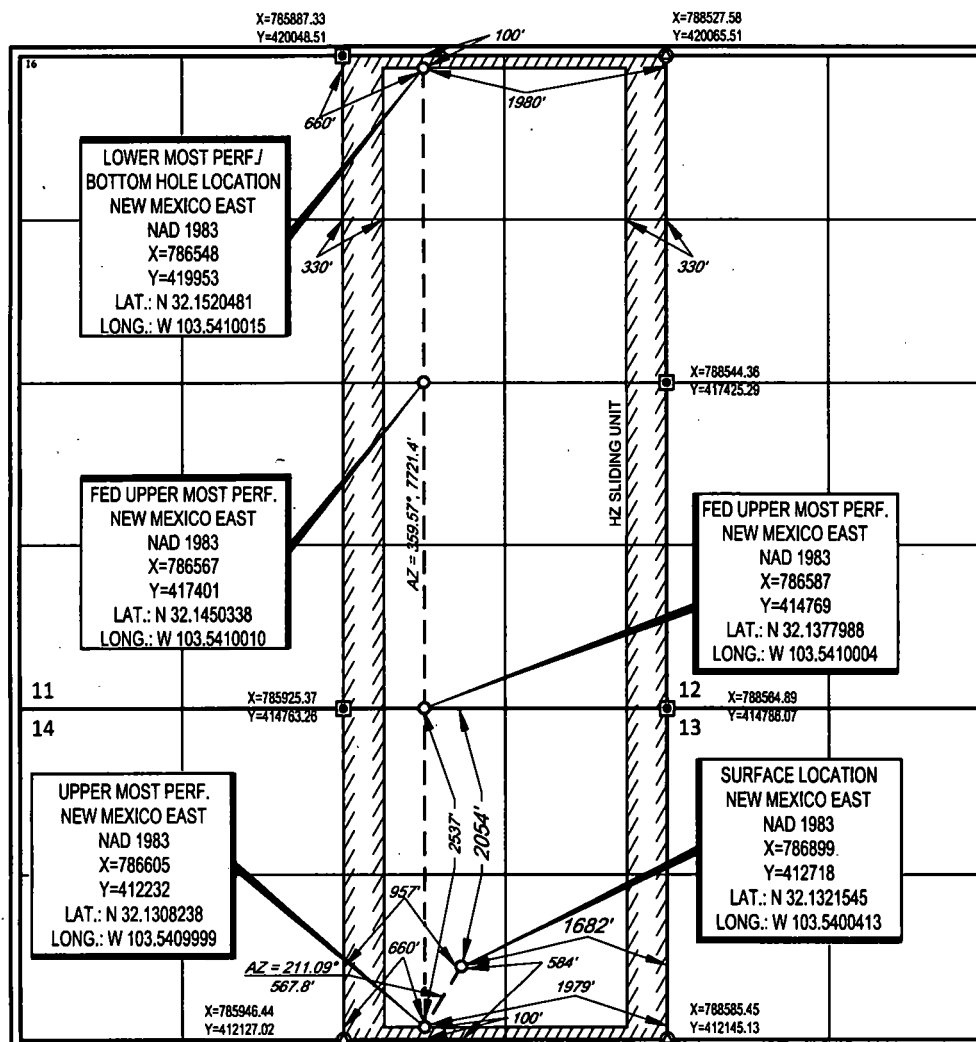 X=785887.33
Y=420048.51
X=788527.58
Y=420065.51
100'
16
660'
1980'
LOWER MOST PERF./
BOTTOM HOLE LOCATION
NEW MEXICO EAST
NAD 1983
X=786548
Y=419953
LAT.: N 32.1520481
LONG.: W 103.5410015
330'
330'
X=788544.36
Y=417425.29
HZ SLIDING UNIT
AZ = 359.57°, 7721.4'
FED UPPER MOST PERF.
NEW MEXICO EAST
NAD 1983
X=786567
Y=417401
LAT.: N 32.1450338
LONG.: W 103.5410010
FED UPPER MOST PERF.
NEW MEXICO EAST
NAD 1983
X=786587
Y=414769
LAT.: N 32.1377988
LONG.: W 103.5410004
11
12
X=785925.37
Y=414763.26
X=788564.89
Y=414788.07
14
13
UPPER MOST PERF.
NEW MEXICO EAST
NAD 1983
X=786605
Y=412232
LAT.: N 32.1308238
LONG.: W 103.5409999
2537'
2054'
SURFACE LOCATION
NEW MEXICO EAST
NAD 1983
X=786899
Y=412718
LAT.: N 32.1321545
LONG.: W 103.5400413
957'
1682'
660'
584'
AZ = 211.09°
567.8'
1979'
100'
X=785946.44
Y=412127.02
X=788585.45
Y=412145.13